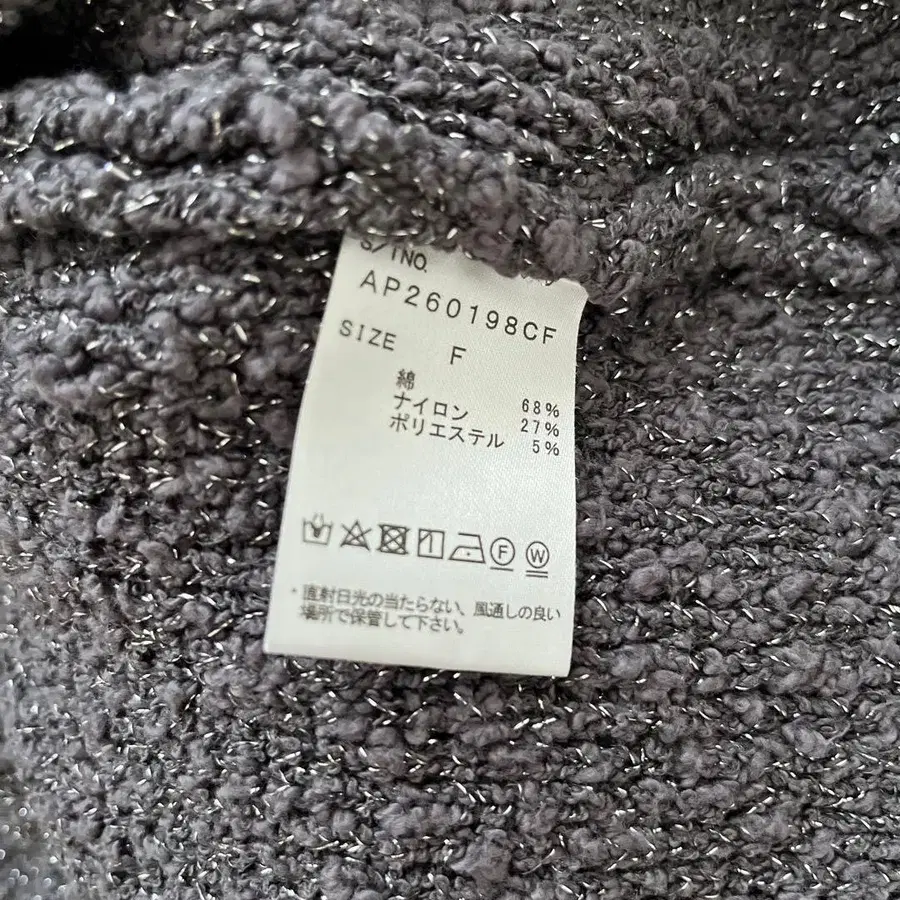 S/TNO.
AP260198CF
SIZE F
綿 68%
ナイロン 27%
ポリエステル 5%
F W
・直射日光の当たらない、風通しの良い
場所で保管して下さい。